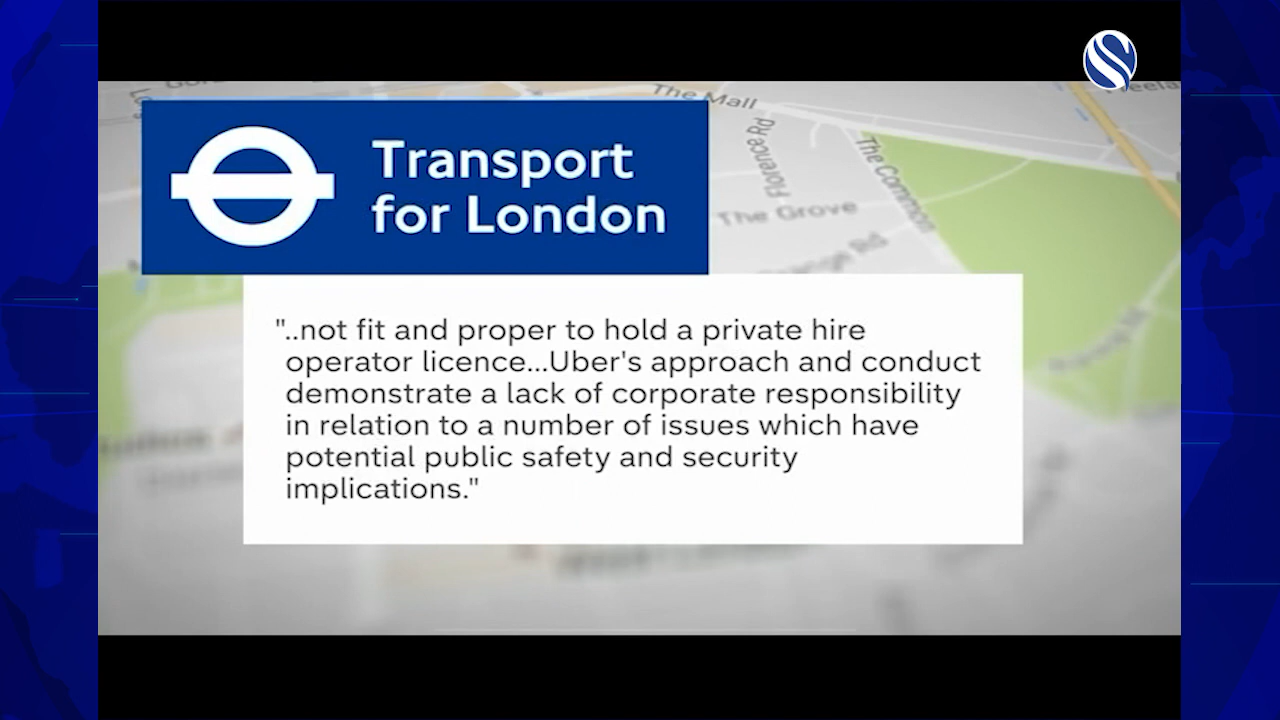 The Mall
Florence Rd
The Common
The Grove
Transport
for London
"..not fit and proper to hold a private hire
operator licence...Uber's approach and conduct
demonstrate a lack of corporate responsibility
in relation to a number of issues which have
potential public safety and security
implications."